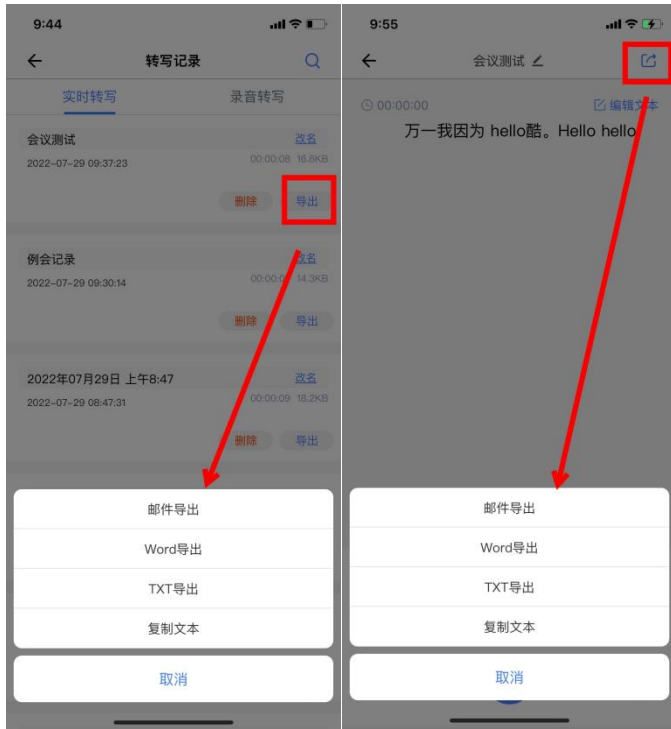 9:44
转写记录
实时转写
录音转写
会议测试
改名
2022-07-29 09:37:23
00:00:08 16.8KB
删除
导出
例会记录
改名
2022-07-29 09:30:14
14.3KB
删除
导出
2022年07月29日 上午8:47
改名
2022-07-29 08:47:31
00:00:09 18.2KB
删除
导出
邮件导出
Word导出
TXT导出
复制文本
取消
9:55
会议测试
00:00:00
编辑文本
万一我因为 hello酷。Hello hello
邮件导出
Word导出
TXT导出
复制文本
取消